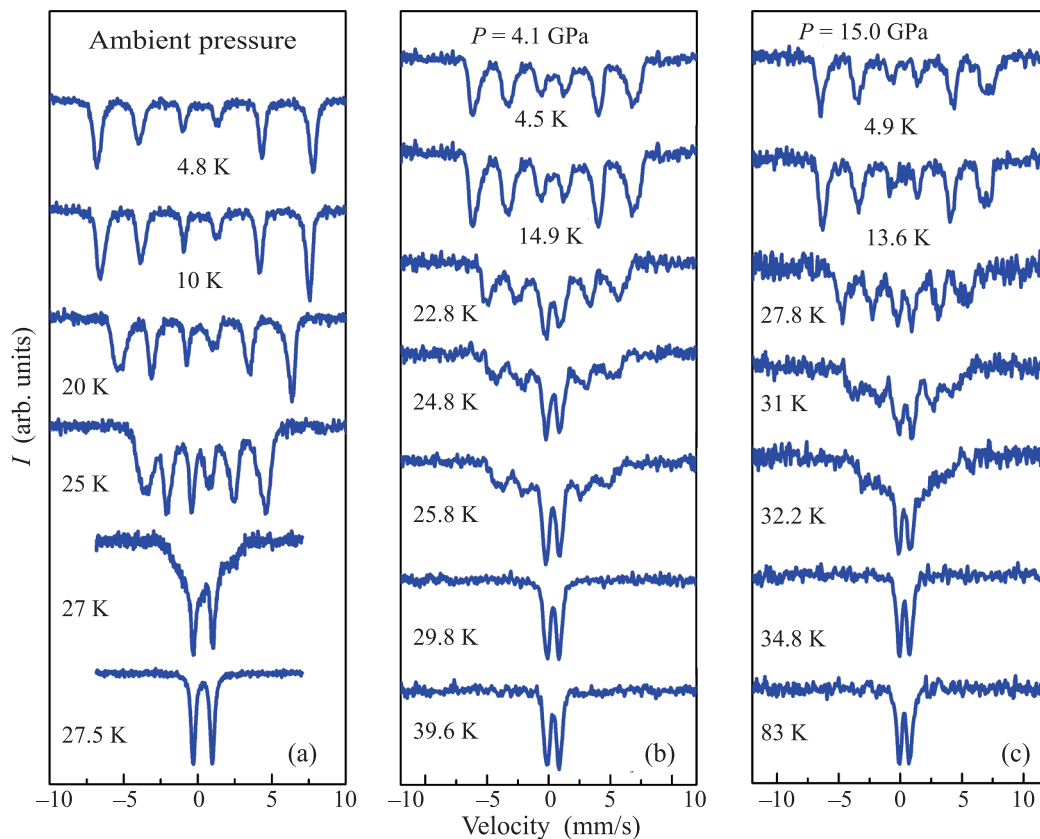 Ambient pressure
4.8 K
10 K
20 K
25 K
27 K
27.5 K
(a)
–10
–5
0
5
10
P = 4.1 GPa
4.5 K
14.9 K
22.8 K
24.8 K
25.8 K
29.8 K
39.6 K
(b)
–10
–5
0
5
10
P = 15.0 GPa
4.9 K
13.6 K
27.8 K
31 K
32.2 K
34.8 K
83 K
(c)
–10
–5
0
5
10
I (arb. units)
Velocity (mm/s)